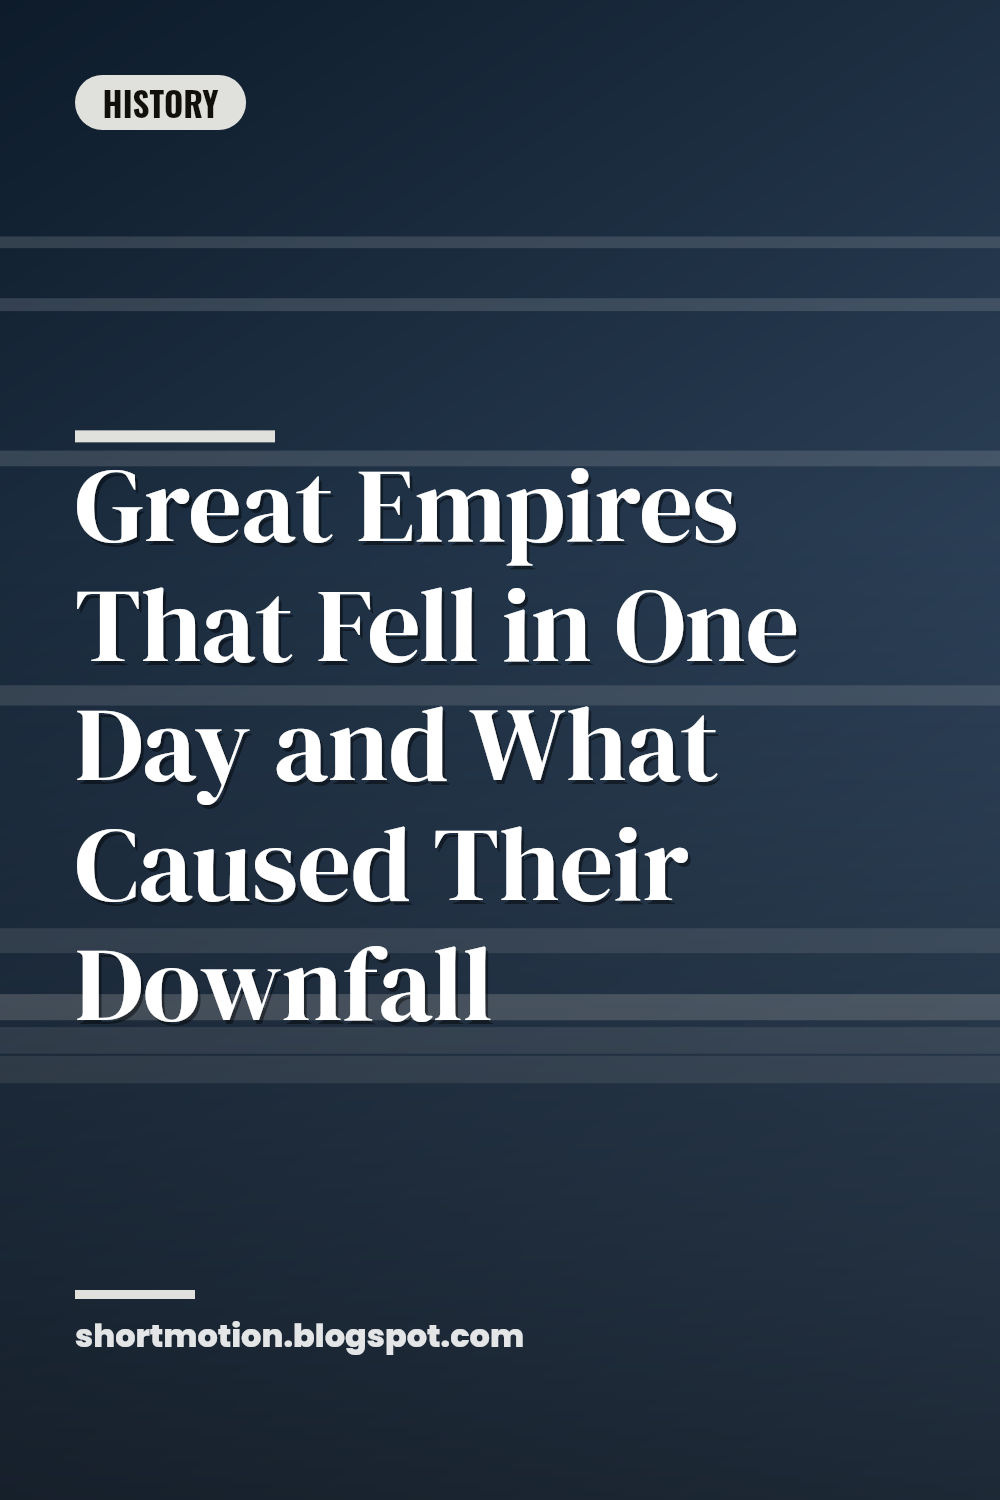 HISTORY
Great Empires
That Fell in One
Day and What
Caused Their
Downfall
shortmotion.blogspot.com